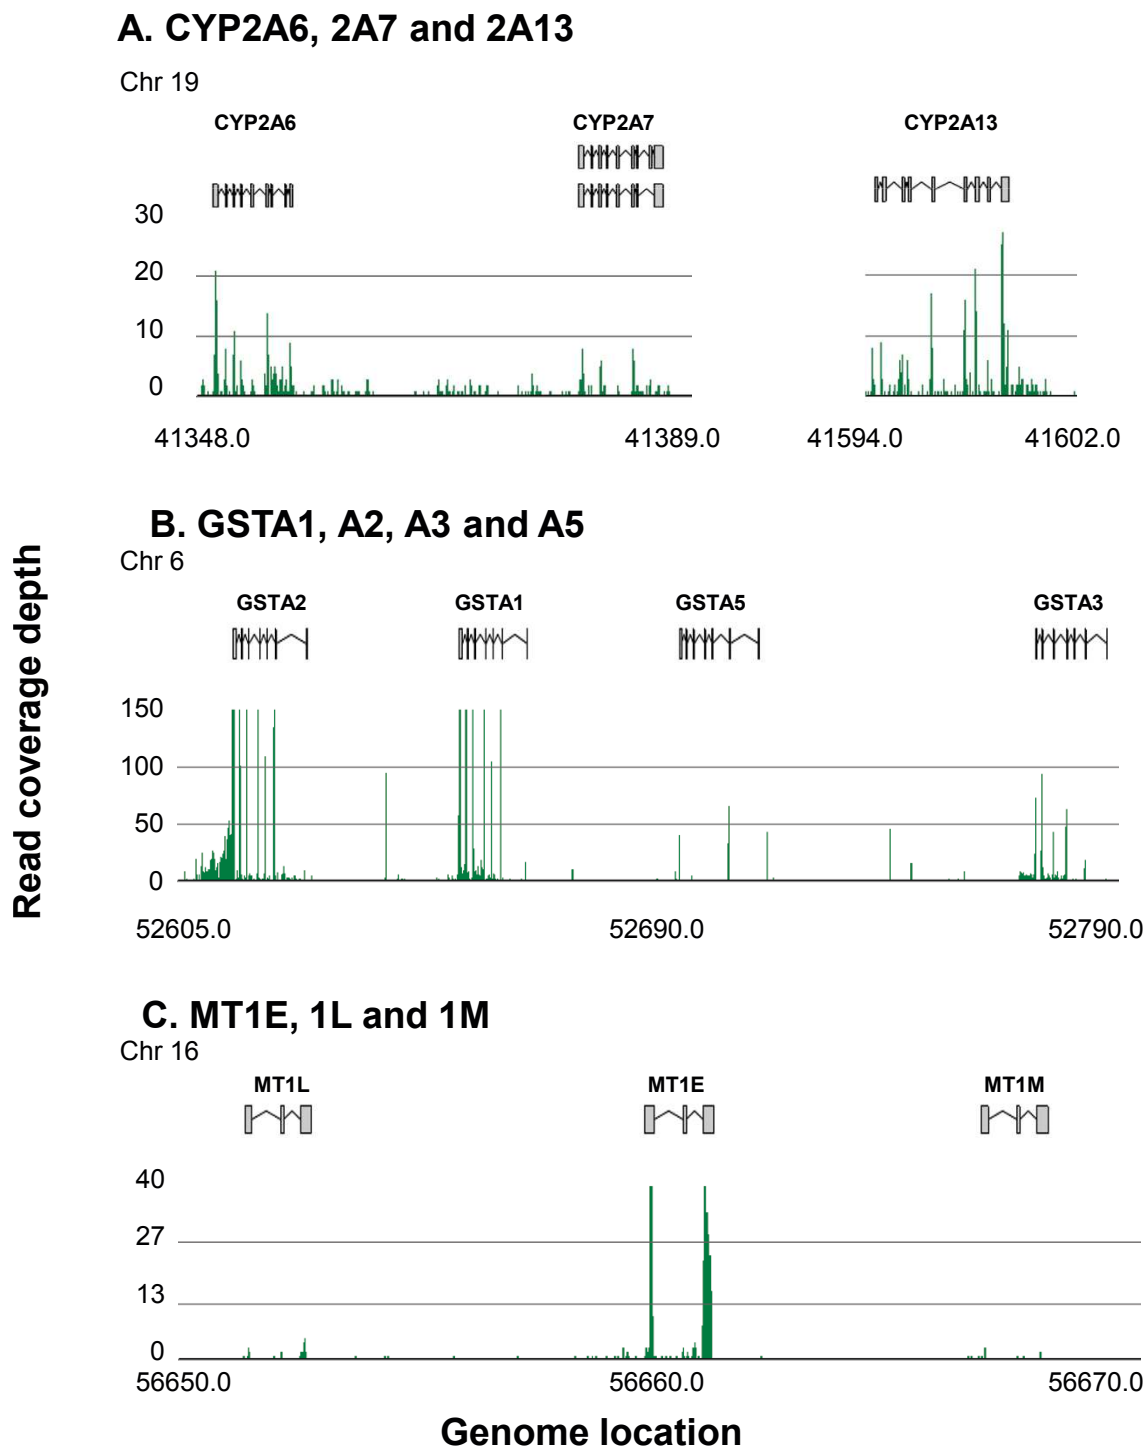 A. CYP2A6, 2A7 and 2A13
Chr 19
CYP2A6 CYP2A7 CYP2A13
30
20
10
0
41348.0 41389.0 41594.0 41602.0
B. GSTA1, A2, A3 and A5
Chr 6
GSTA2 GSTA1 GSTA5 GSTA3
150
100
50
0
52605.0 52690.0 52790.0
Read coverage depth
C. MT1E, 1L and 1M
Chr 16
MT1L MT1E MT1M
40
27
13
0
56650.0 56660.0 56670.0
Genome location